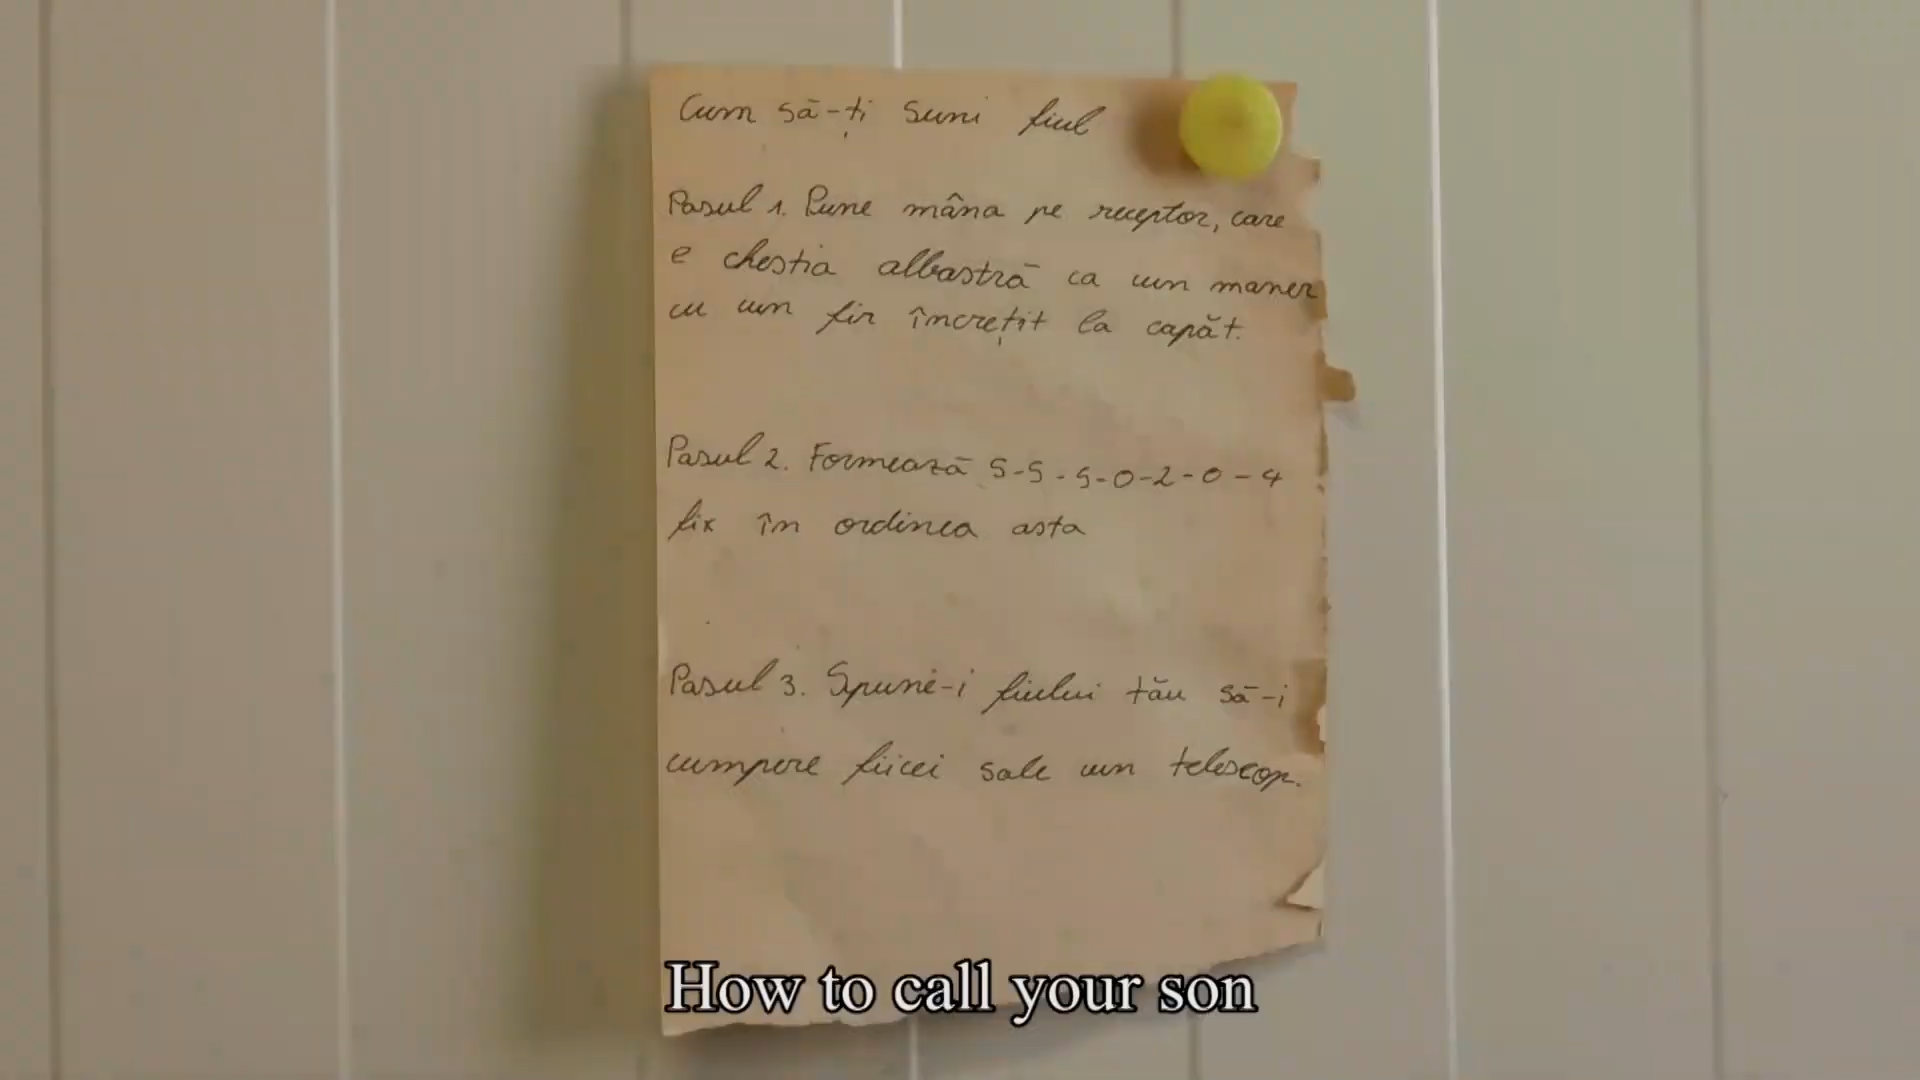 Cum să-ți suni fiul
Pasul 1. Pune mâna pe receptor, care
e chestia albastră ca un maner
cu un fir încrețit la capăt.
Pasul 2. Formează 5-5-5-0-2-0-4
fix în ordinea asta
Pasul 3. Spune-i fiului tău să-i
cumpere fiicei sale un telescop.
How to call your son